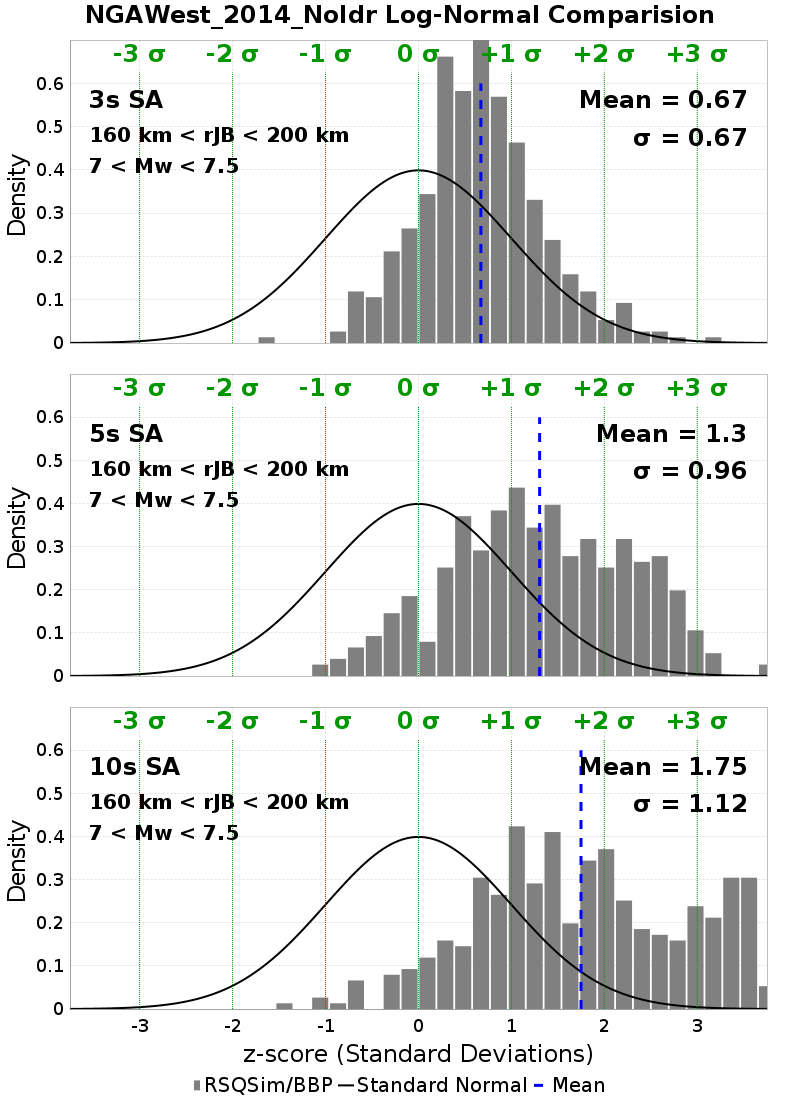 NGAWest_2014_NoIdr Log-Normal Comparision
-3 σ -2 σ -1 σ 0 σ +1 σ +2 σ +3 σ
3s SA
Mean = 0.67
160 km < rJB < 200 km
σ = 0.67
7 < Mw < 7.5
Density
0.6
0.5
0.4
0.3
0.2
0.1
0
-3 σ -2 σ -1 σ 0 σ +1 σ +2 σ +3 σ
5s SA
Mean = 1.3
160 km < rJB < 200 km
σ = 0.96
7 < Mw < 7.5
Density
0.6
0.5
0.4
0.3
0.2
0.1
0
-3 σ -2 σ -1 σ 0 σ +1 σ +2 σ +3 σ
10s SA
Mean = 1.75
160 km < rJB < 200 km
σ = 1.12
7 < Mw < 7.5
Density
0.6
0.5
0.4
0.3
0.2
0.1
0
-3 -2 -1 0 1 2 3
z-score (Standard Deviations)
RSQSim/BBP Standard Normal Mean